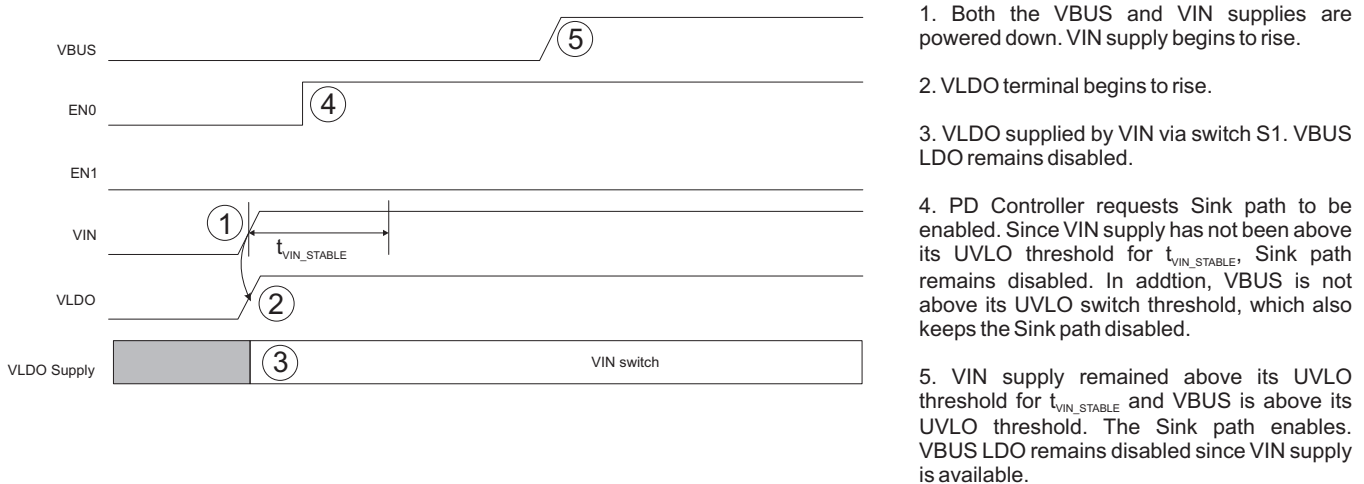 VBUS
5
EN0
4
EN1
VIN
1
tVIN_STABLE
VLDO
2
VLDO Supply
3
VIN switch
1. Both the VBUS and VIN supplies are
powered down. VIN supply begins to rise.
2. VLDO terminal begins to rise.
3. VLDO supplied by VIN via switch S1. VBUS
LDO remains disabled.
4. PD Controller requests Sink path to be
enabled. Since VIN supply has not been above
its UVLO threshold for tVIN_STABLE, Sink path
remains disabled. In addtion, VBUS is not
above its UVLO switch threshold, which also
keeps the Sink path disabled.
5. VIN supply remained above its UVLO
threshold for tVIN_STABLE and VBUS is above its
UVLO threshold. The Sink path enables.
VBUS LDO remains disabled since VIN supply
is available.